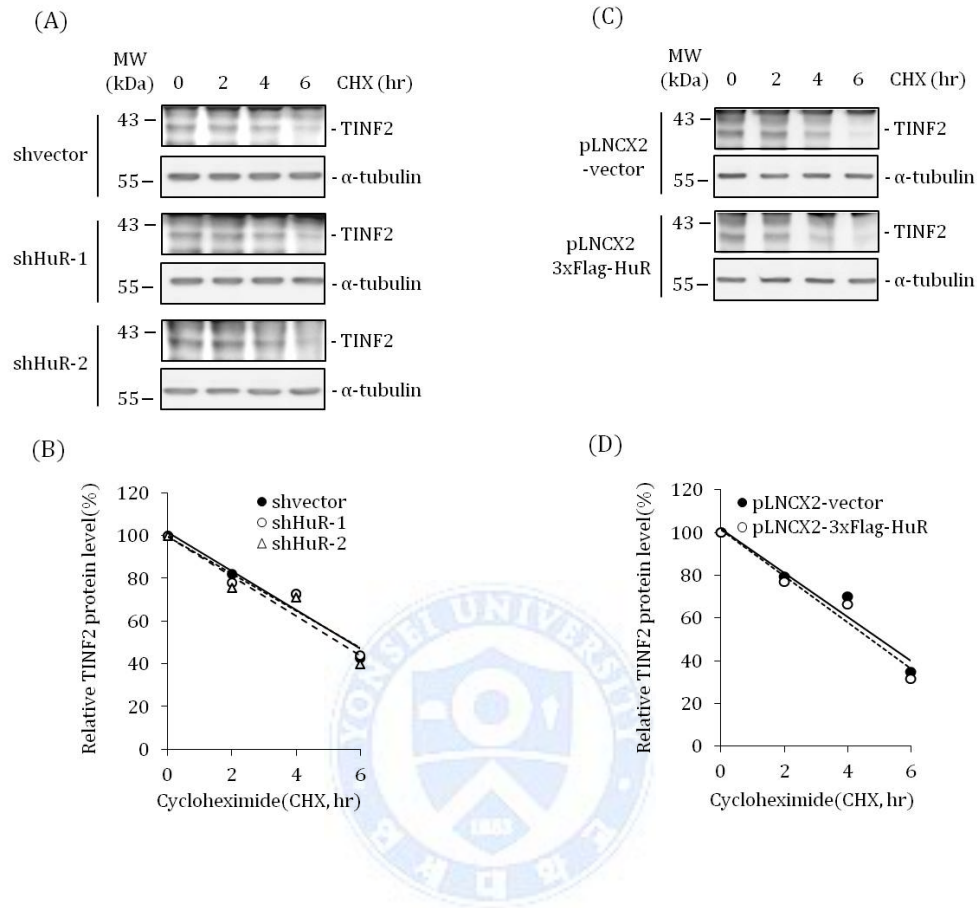 (A)
MW
(kDa)
0 2 4 6 CHX (hr)
shvector
43
- TINF2
55
- α-tubulin
shHuR-1
43
- TINF2
55
- α-tubulin
shHuR-2
43
- TINF2
55
- α-tubulin
(C)
MW
(kDa)
0 2 4 6 CHX (hr)
pLNCX2
-vector
43
- TINF2
55
- α-tubulin
pLNCX2
3xFlag-HuR
43
- TINF2
55
- α-tubulin
(B)
Relative TINF2 protein level(%)
120
100
80
60
40
20
0
shvector
shHuR-1
shHuR-2
0 2 4 6
Cycloheximide(CHX, hr)
(D)
Relative TINF2 protein level(%)
120
100
80
60
40
20
0
pLNCX2-vector
pLNCX2-3xFlag-HuR
0 2 4 6
Cycloheximide(CHX, hr)
YONSEI UNIVERSITY